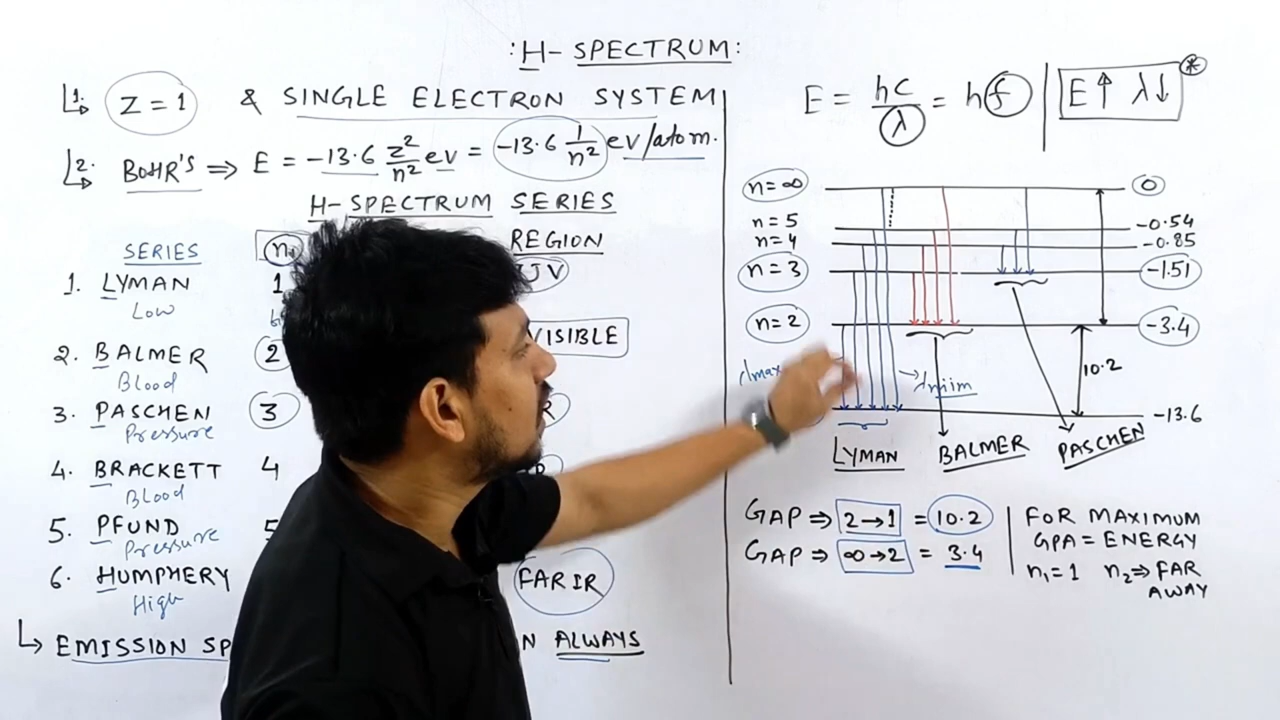 :H- SPECTRUM:
1. Z=1 & SINGLE ELECTRON SYSTEM
2. BOHR'S ⇒ E = -13.6 z²/n² ev = -13.6 1/n² ev/atom.
H-SPECTRUM SERIES
SERIES n₁ REGION
1. LYMAN 1
Low
2. BALMER 2 VISIBLE
Blood
3. PASCHEN 3
Pressure
4. BRACKETT 4
Blood
5. PFUND 5
Pressure
6. HUMPHERY FAR IR
High
↳ EMISSION SP N ALWAYS
E = hc/λ = hf | E↑ λ↓ *
n=∞ 0
n=5 -0.54
n=4 -0.85
n=3 -1.51
n=2 -3.4
10.2
-13.6
LYMAN BALMER PASCHEN
GAP ⇒ 2→1 = 10.2
GAP ⇒ ∞→2 = 3.4
FOR MAXIMUM
GPA = ENERGY
n₁=1 n₂⇒FAR
AWAY